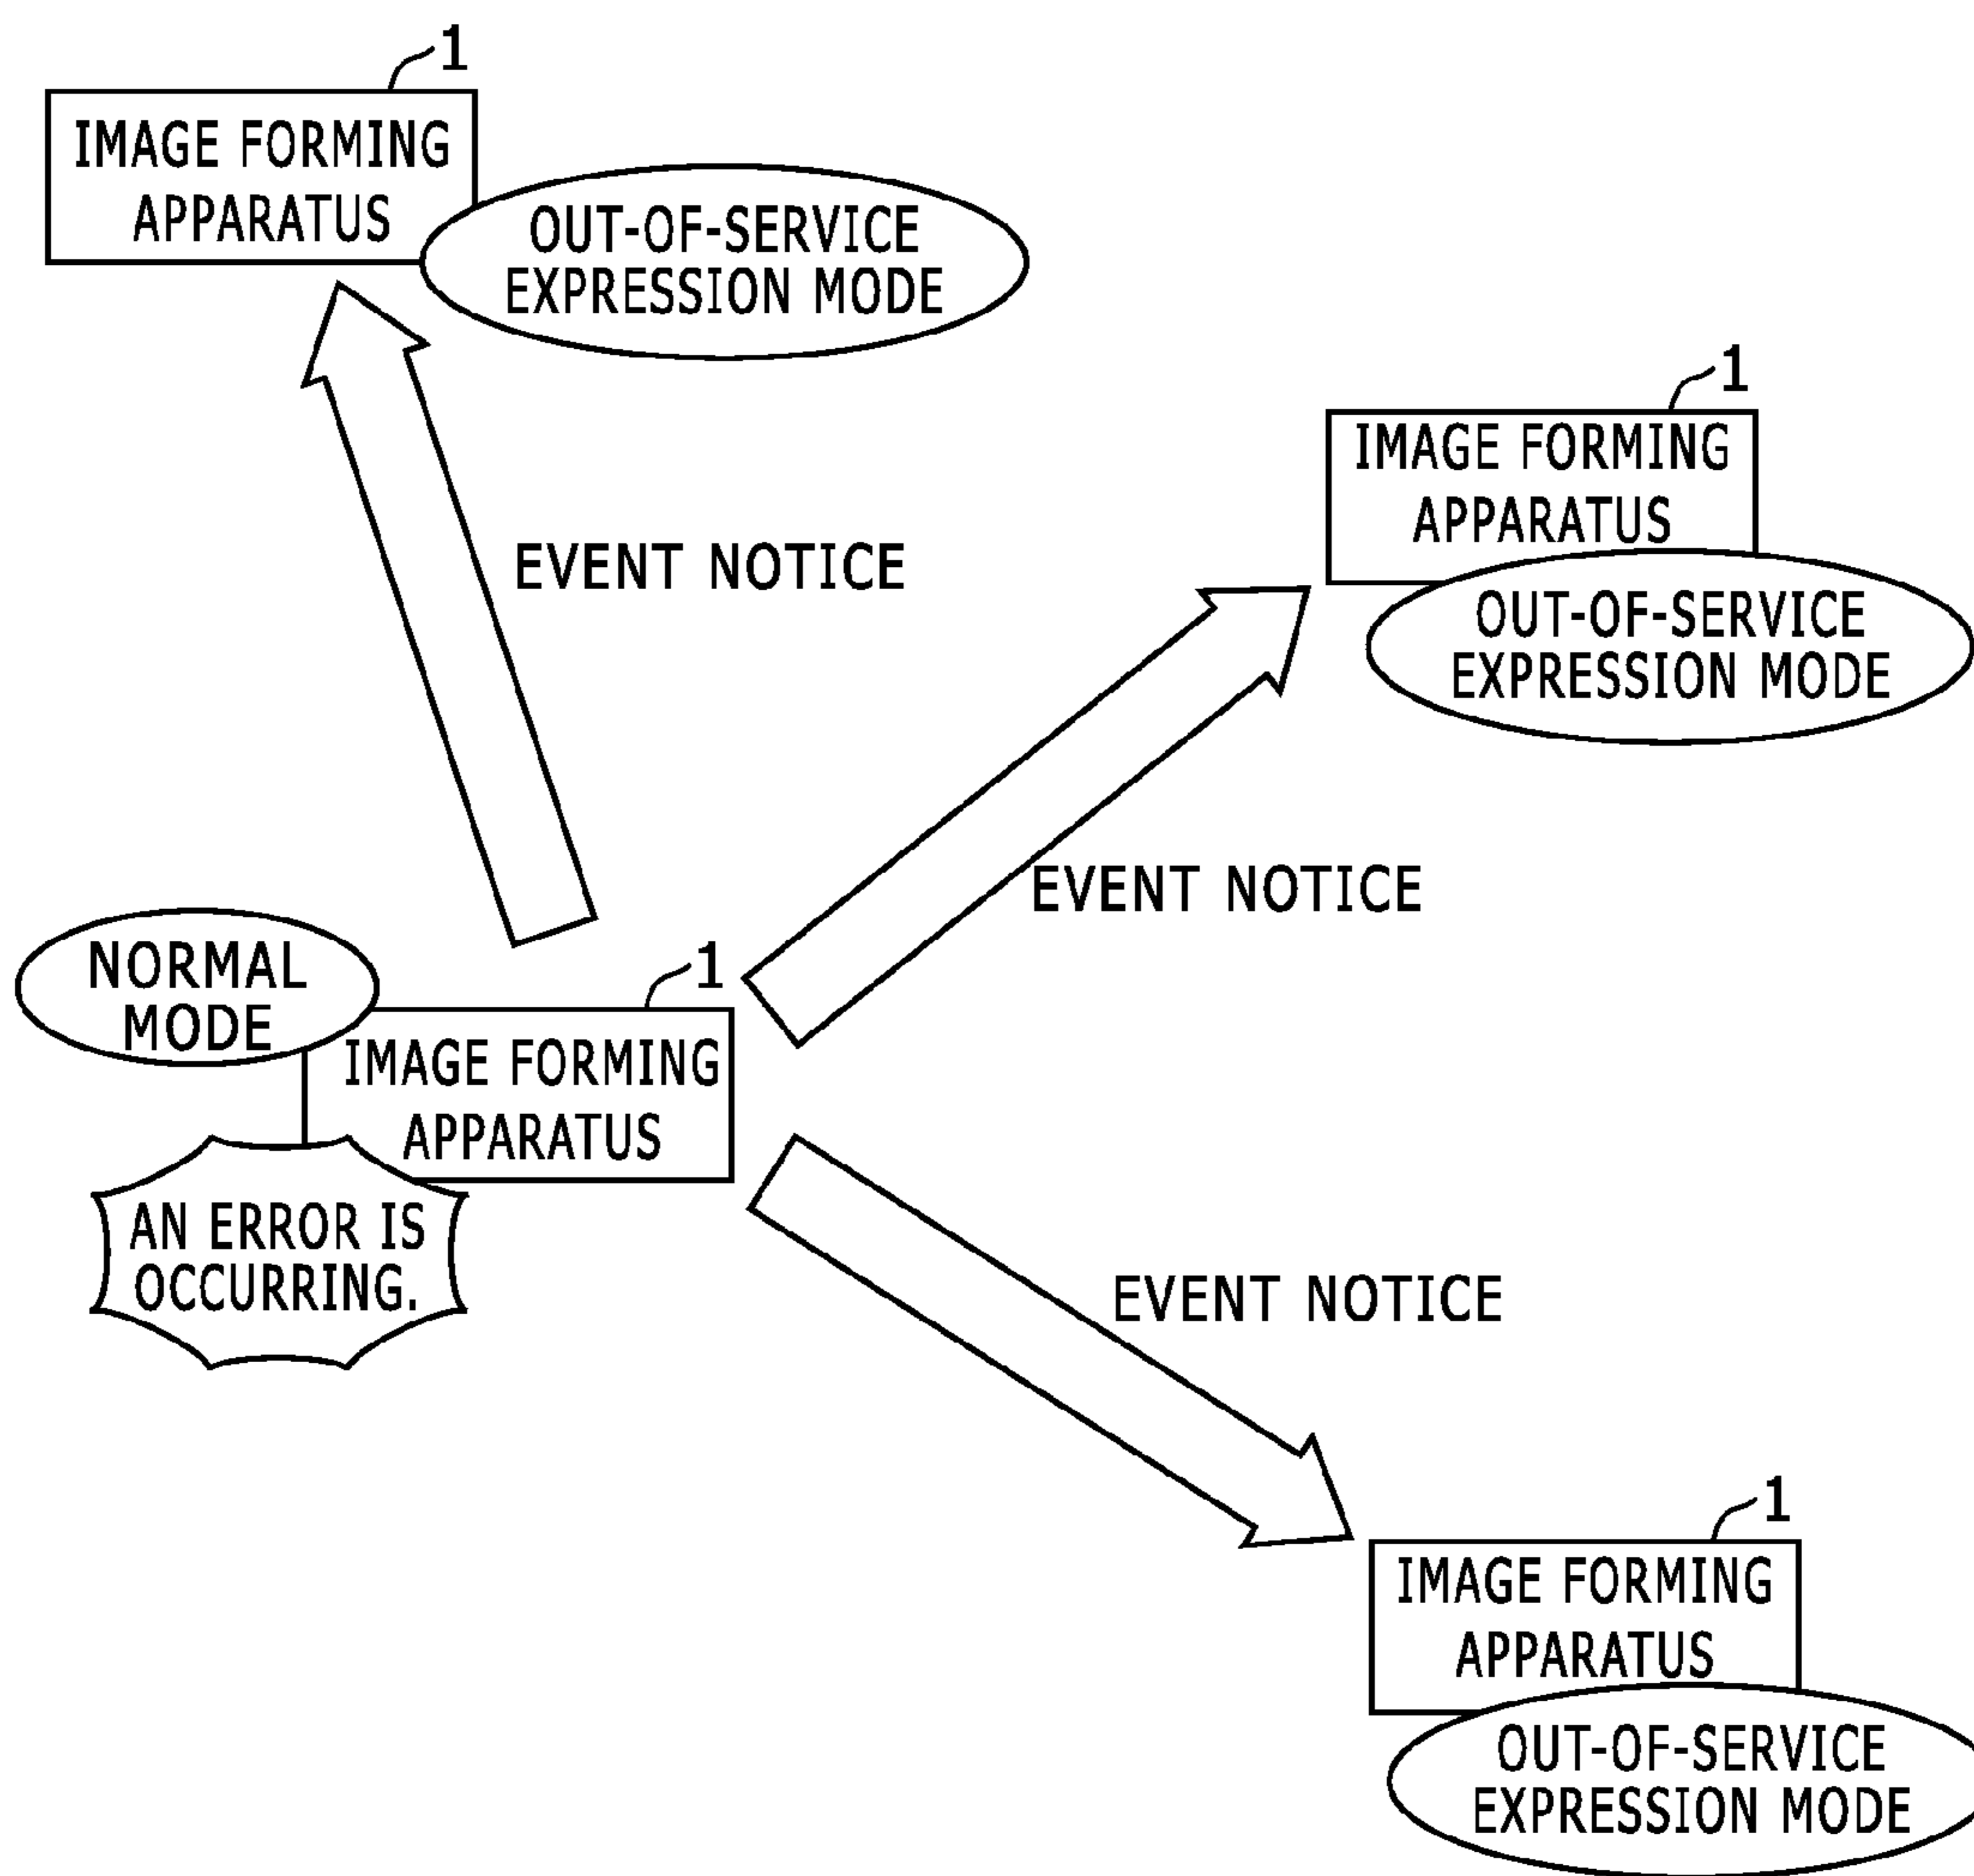 1
IMAGE FORMING
APPARATUS
OUT-OF-SERVICE
EXPRESSION MODE
1
IMAGE FORMING
APPARATUS
OUT-OF-SERVICE
EXPRESSION MODE
EVENT NOTICE
EVENT NOTICE
NORMAL
MODE
1
IMAGE FORMING
APPARATUS
AN ERROR IS
OCCURRING.
EVENT NOTICE
1
IMAGE FORMING
APPARATUS
OUT-OF-SERVICE
EXPRESSION MODE